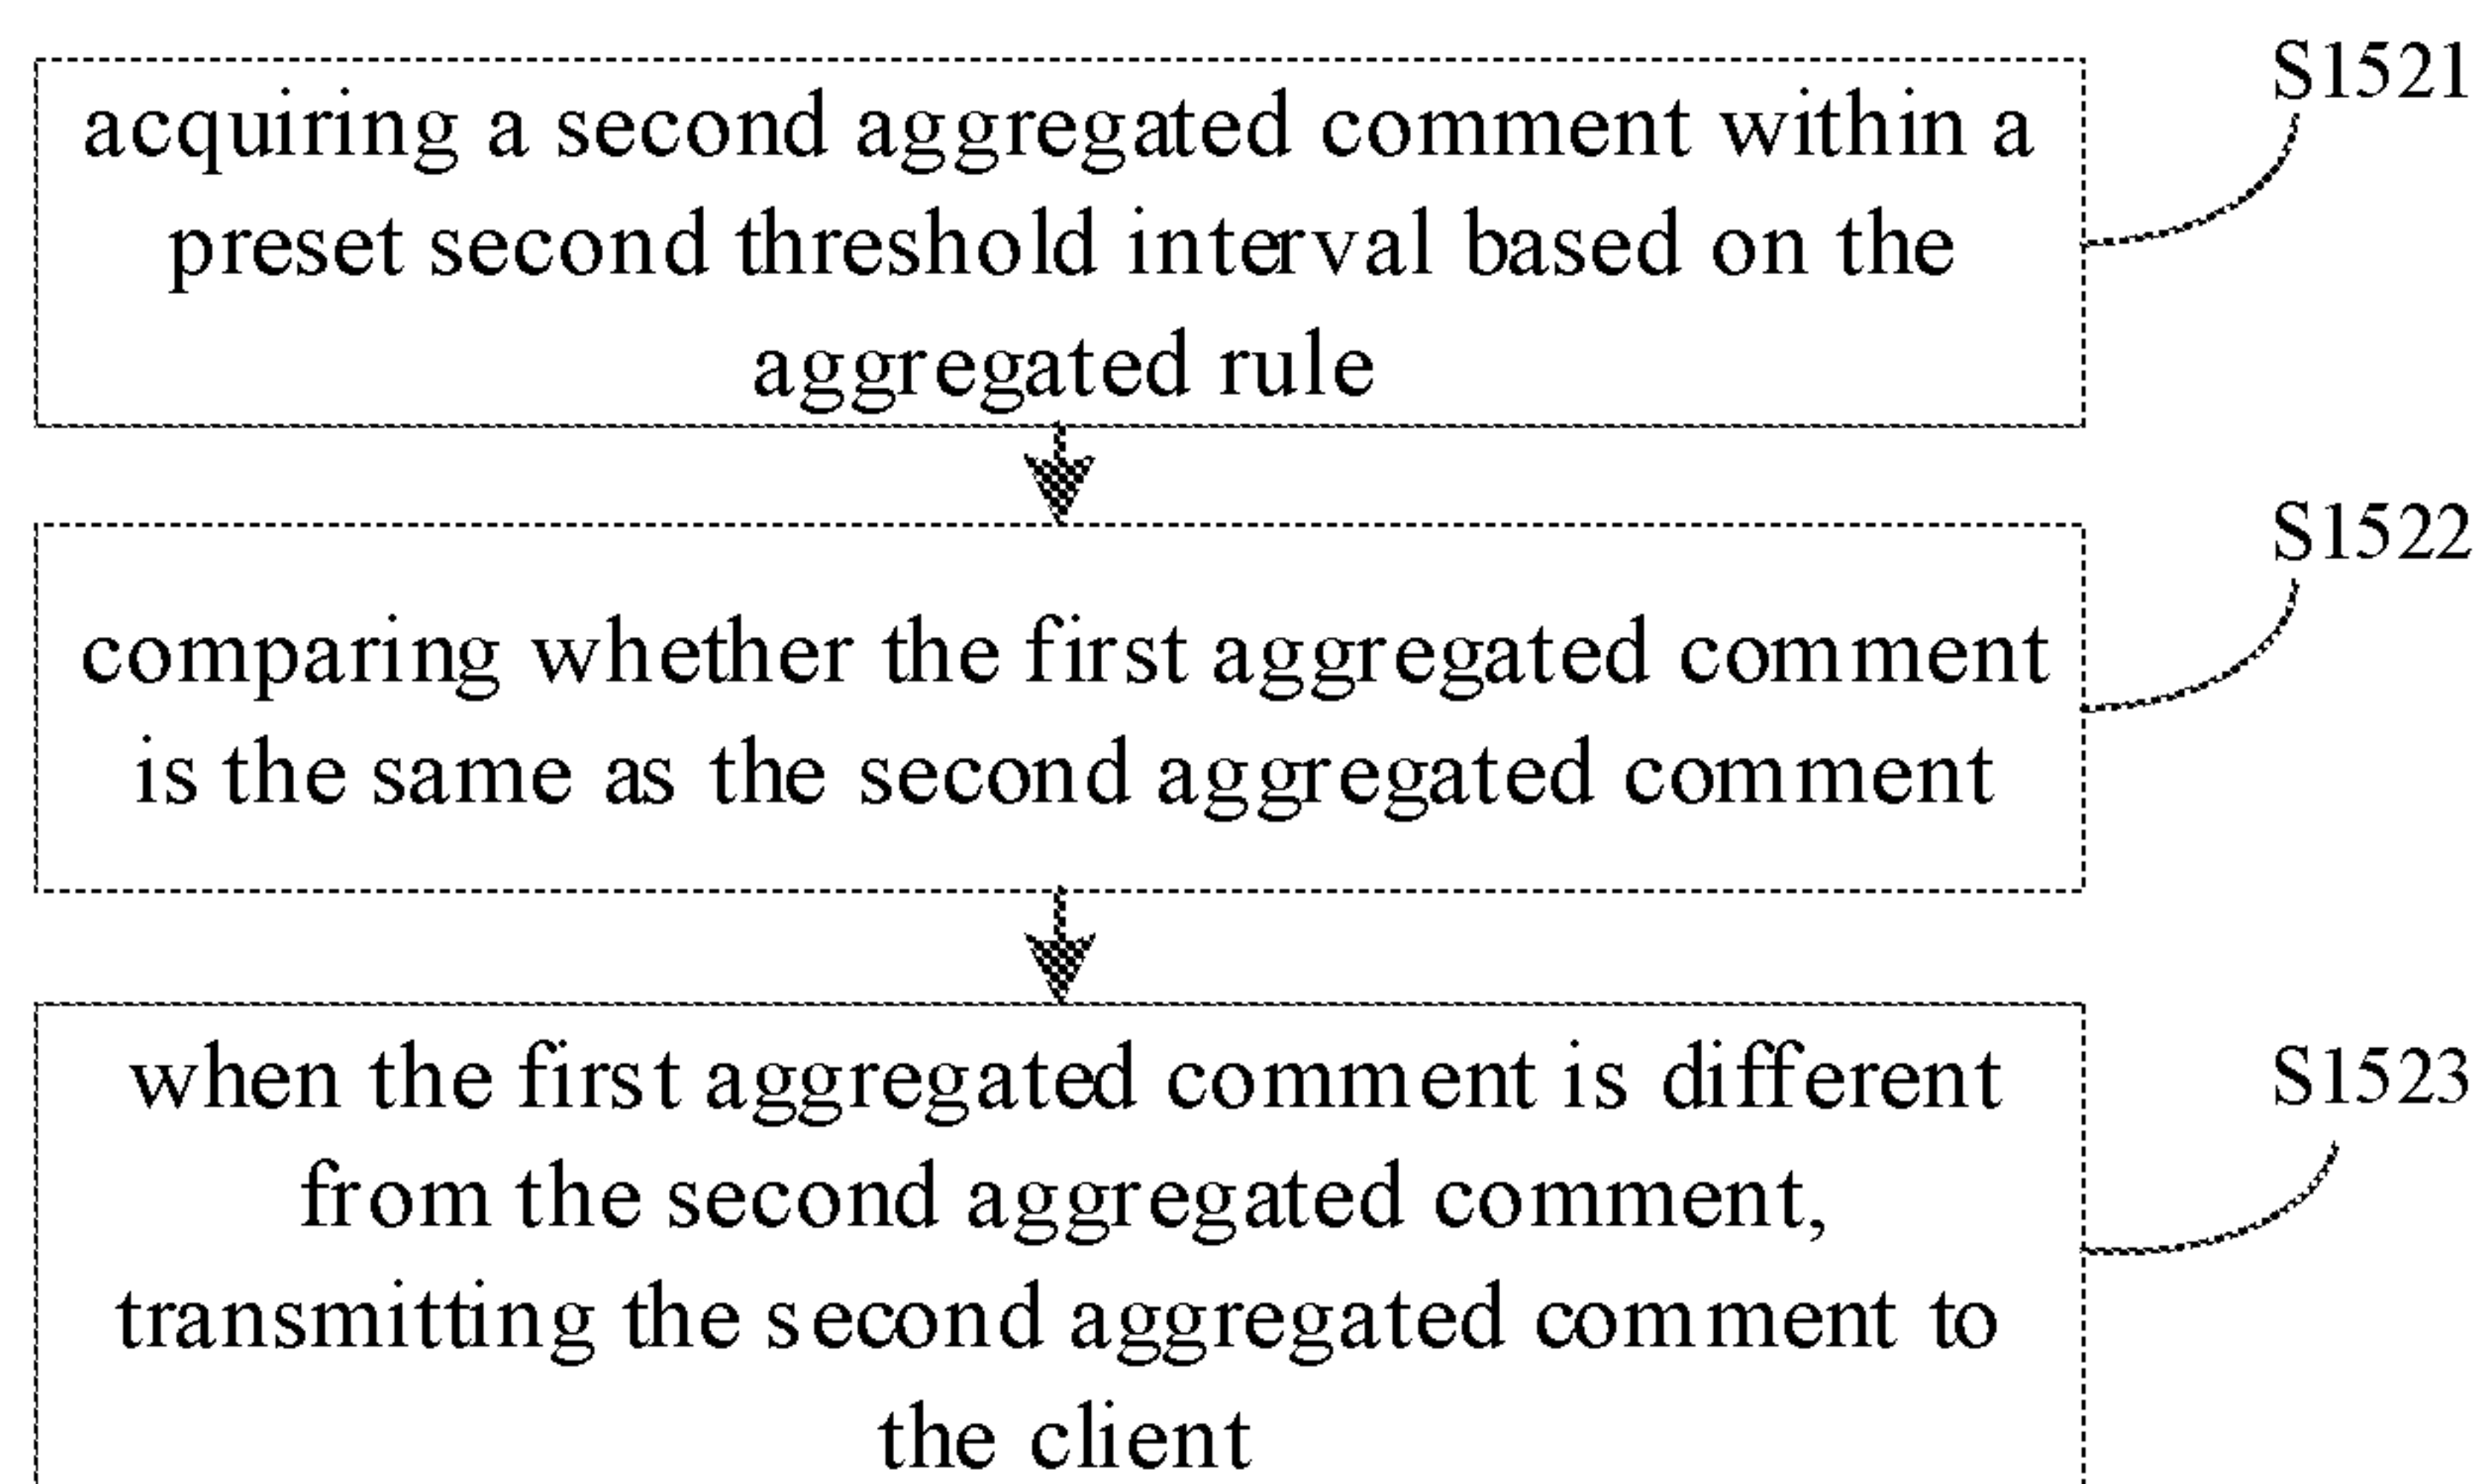 S1521
acquiring a second aggregated comment within a
preset second threshold interval based on the
aggregated rule
S1522
comparing whether the first aggregated comment
is the same as the second aggregated comment
S1523
when the first aggregated comment is different
from the second aggregated comment,
transmitting the second aggregated comment to
the client